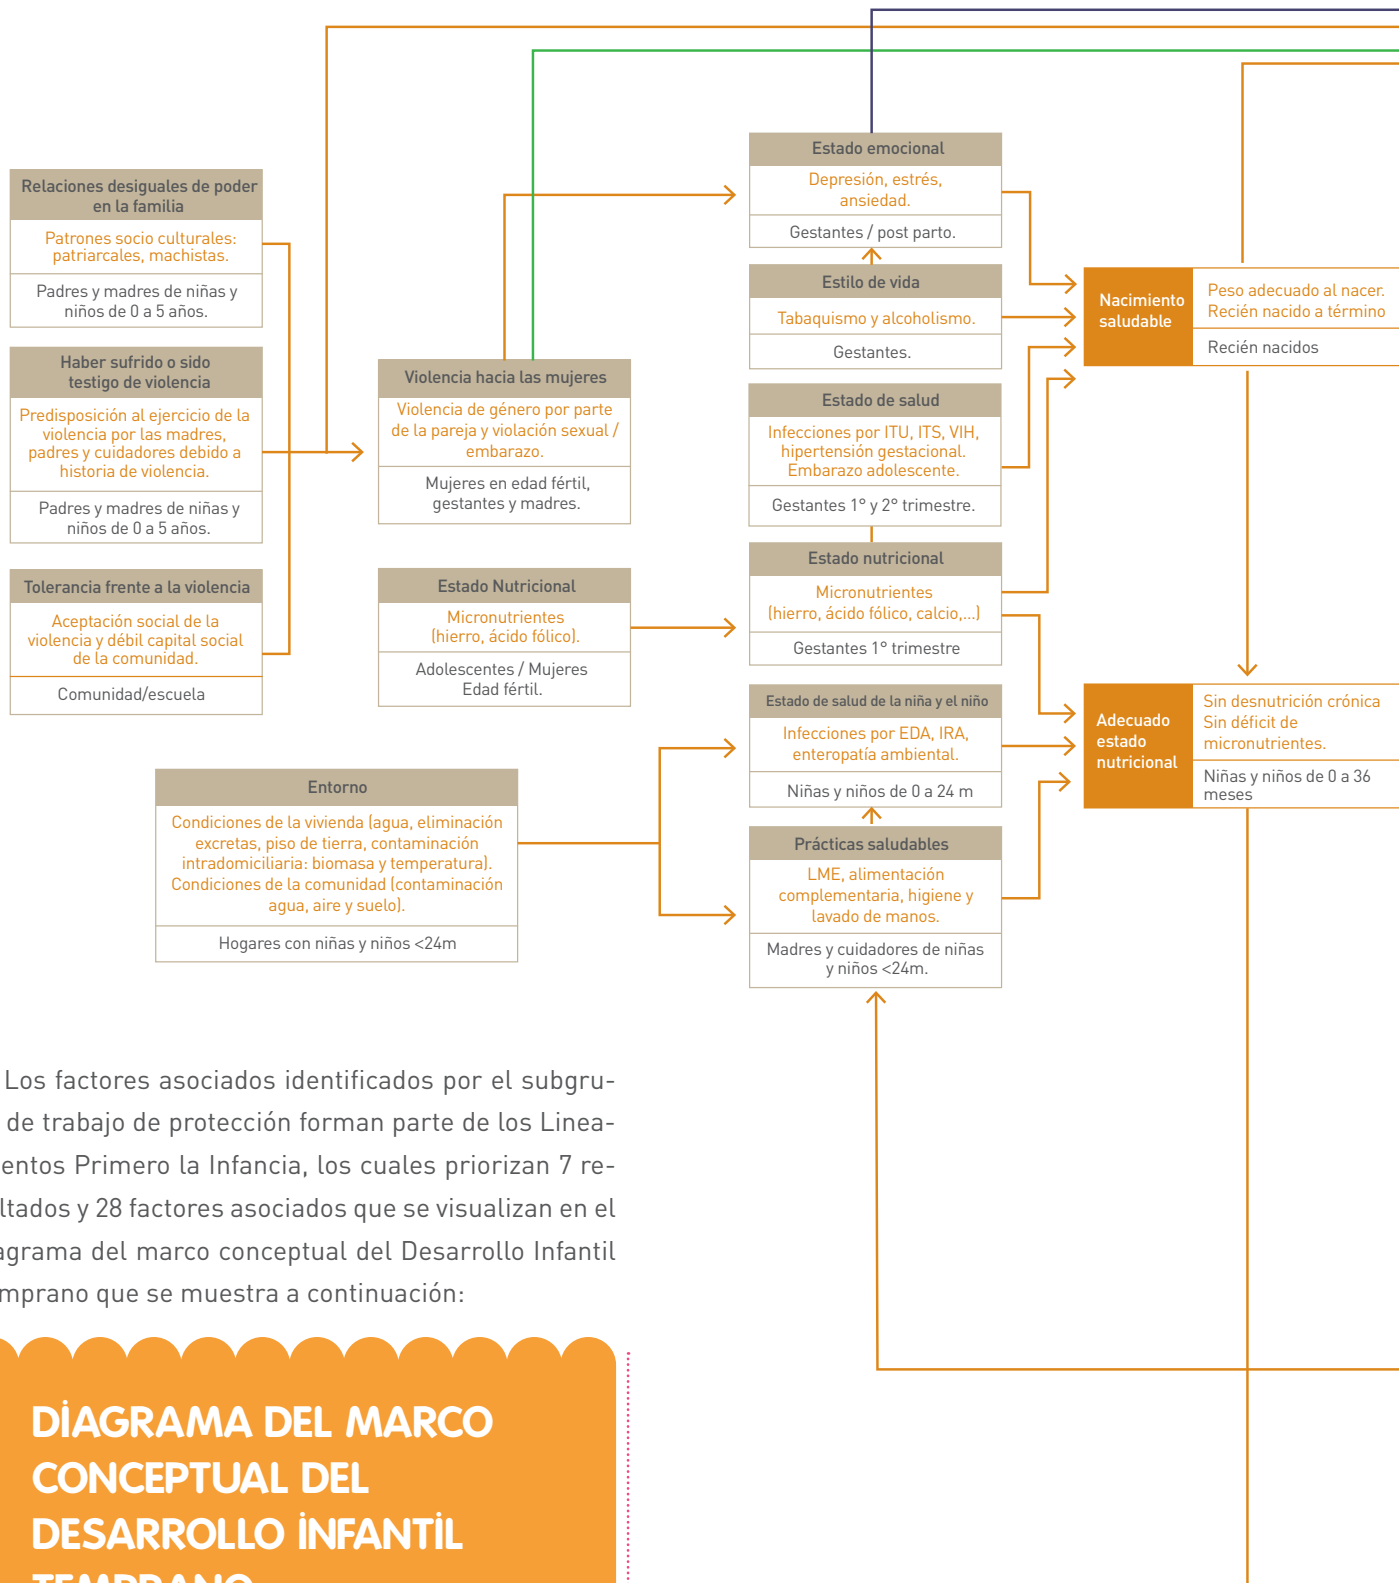 Relaciones desiguales de poder
en la familia
Patrones socio culturales:
patriarcales, machistas.
Padres y madres de niñas y
niños de 0 a 5 años.
Haber sufrido o sido
testigo de violencia
Predisposición al ejercicio de la
violencia por las madres,
padres y cuidadores debido a
historia de violencia.
Padres y madres de niñas y
niños de 0 a 5 años.
Tolerancia frente a la violencia
Aceptación social de la
violencia y débil capital social
de la comunidad.
Comunidad/escuela
Violencia hacia las mujeres
Violencia de género por parte
de la pareja y violación sexual /
embarazo.
Mujeres en edad fértil,
gestantes y madres.
Estado Nutricional
Micronutrientes
(hierro, ácido fólico).
Adolescentes / Mujeres
Edad fértil.
Entorno
Condiciones de la vivienda (agua, eliminación
excretas, piso de tierra, contaminación
intradomiciliaria: biomasa y temperatura).
Condiciones de la comunidad (contaminación
agua, aire y suelo).
Hogares con niñas y niños <24m
Estado emocional
Depresión, estrés,
ansiedad.
Gestantes / post parto.
Estilo de vida
Tabaquismo y alcoholismo.
Gestantes.
Estado de salud
Infecciones por ITU, ITS, VIH,
hipertensión gestacional.
Embarazo adolescente.
Gestantes 1° y 2° trimestre.
Estado nutricional
Micronutrientes
(hierro, ácido fólico, calcio,...)
Gestantes 1° trimestre
Estado de salud de la niña y el niño
Infecciones por EDA, IRA,
enteropatía ambiental.
Niñas y niños de 0 a 24 m
Prácticas saludables
LME, alimentación
complementaria, higiene y
lavado de manos.
Madres y cuidadores de niñas
y niños <24m.
Nacimiento
saludable
Peso adecuado al nacer.
Recién nacido a término
Recién nacidos
Adecuado
estado
nutricional
Sin desnutrición crónica
Sin déficit de
micronutrientes.
Niñas y niños de 0 a 36
meses
Los factores asociados identificados por el subgru-
de trabajo de protección forman parte de los Linea-
entos Primero la Infancia, los cuales priorizan 7 re-
ltados y 28 factores asociados que se visualizan en el
agrama del marco conceptual del Desarrollo Infantil
mprano que se muestra a continuación:
DIAGRAMA DEL MARCO
CONCEPTUAL DEL
DESARROLLO INFANTIL
TEMPRANO